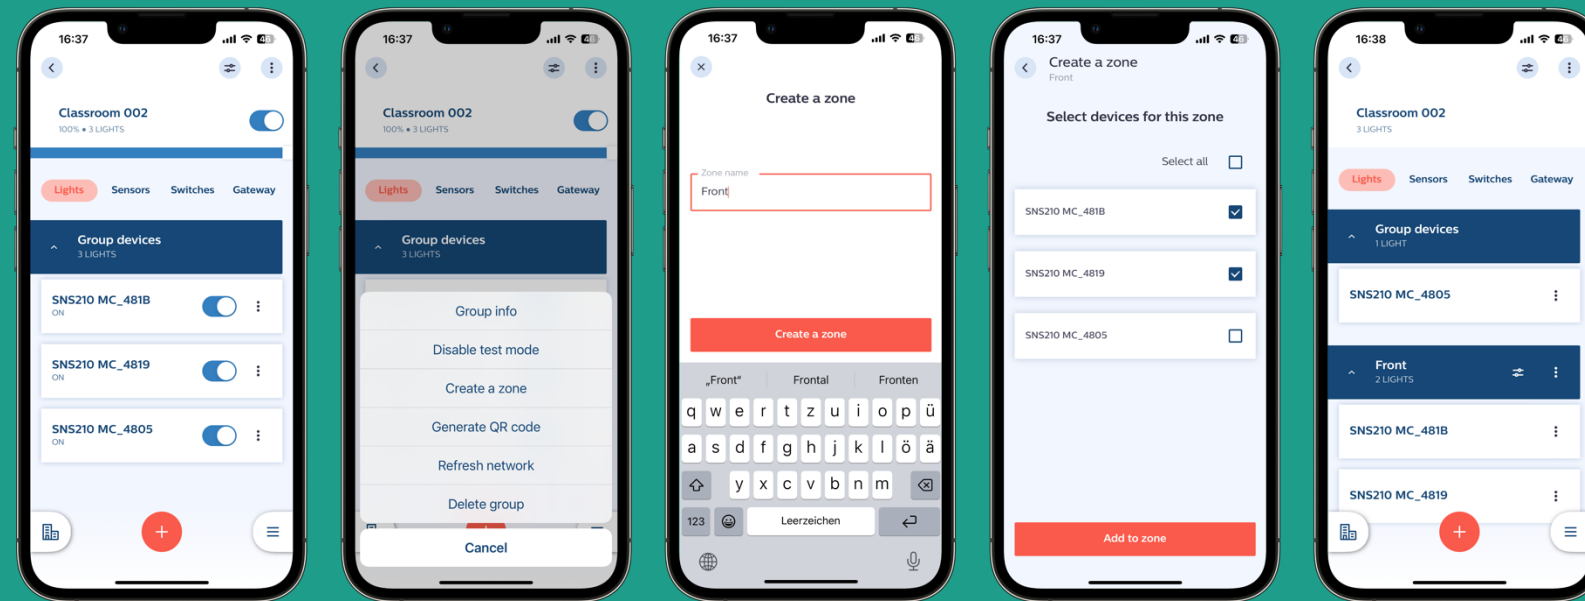 16:37
46
Classroom 002
100% • 3 LIGHTS
Lights Sensors Switches Gateway
Group devices
3 LIGHTS
SNS210 MC_481B
ON
SNS210 MC_4819
ON
SNS210 MC_4805
ON
16:37
46
Classroom 002
100% • 3 LIGHTS
Lights Sensors Switches Gateway
Group devices
3 LIGHTS
Group info
Disable test mode
Create a zone
Generate QR code
Refresh network
Delete group
Cancel
16:37
46
Create a zone
Zone name
Front
Create a zone
„Front“ Frontal Fronten
q w e r t z u i o p ü
a s d f g h j k l ö ä
y x c v b n m
123 Leerzeichen
16:37
46
Create a zone
Front
Select devices for this zone
Select all
SNS210 MC_481B
SNS210 MC_4819
SNS210 MC_4805
Add to zone
16:38
46
Classroom 002
3 LIGHTS
Lights Sensors Switches Gateway
Group devices
1 LIGHT
SNS210 MC_4805
Front
2 LIGHTS
SNS210 MC_481B
SNS210 MC_4819